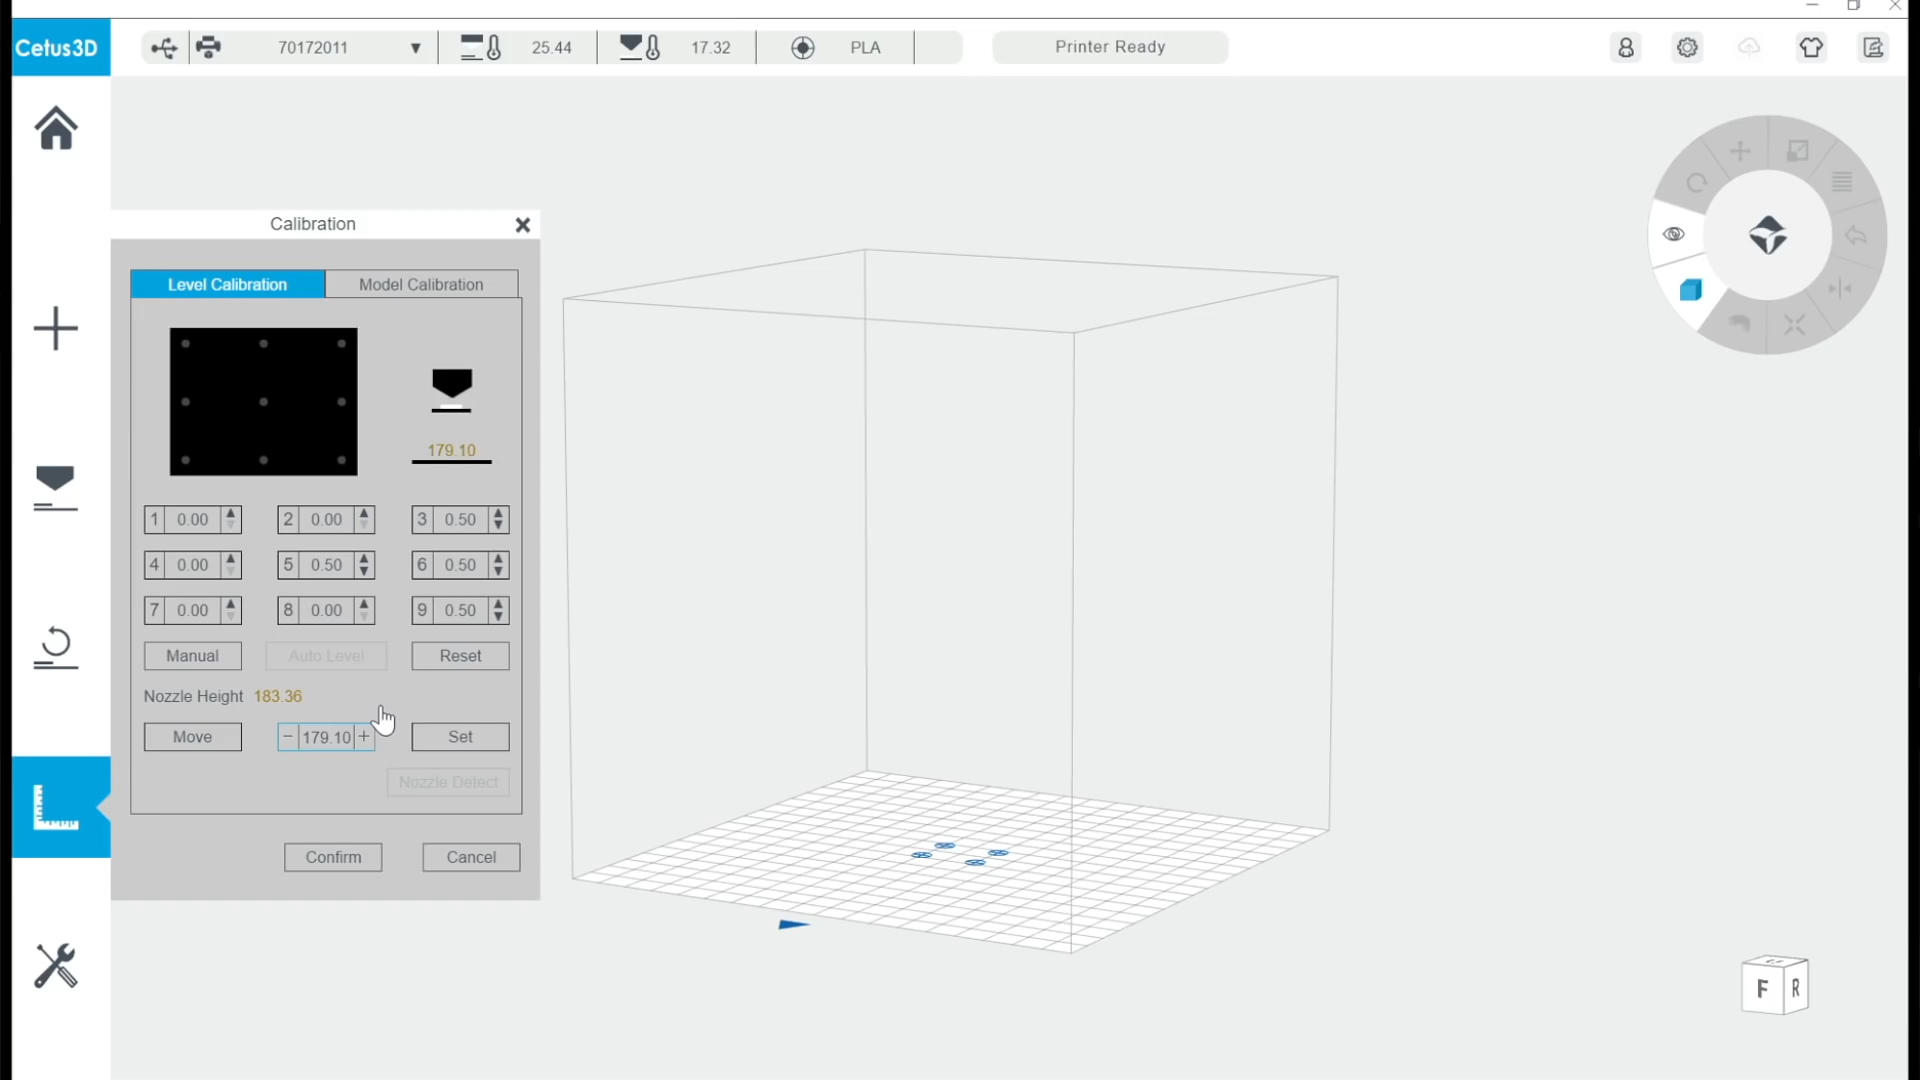 Cetus3D 70172011 ▼ 25.44 17.32 PLA Printer Ready
Calibration
Level Calibration Model Calibration
179.10
1 0.00 2 0.00 3 0.50
4 0.00 5 0.50 6 0.50
7 0.00 8 0.00 9 0.50
Manual Auto Level Reset
Nozzle Height 183.36
Move − 179.10 + Set
Nozzle Detect
Confirm Cancel
F R